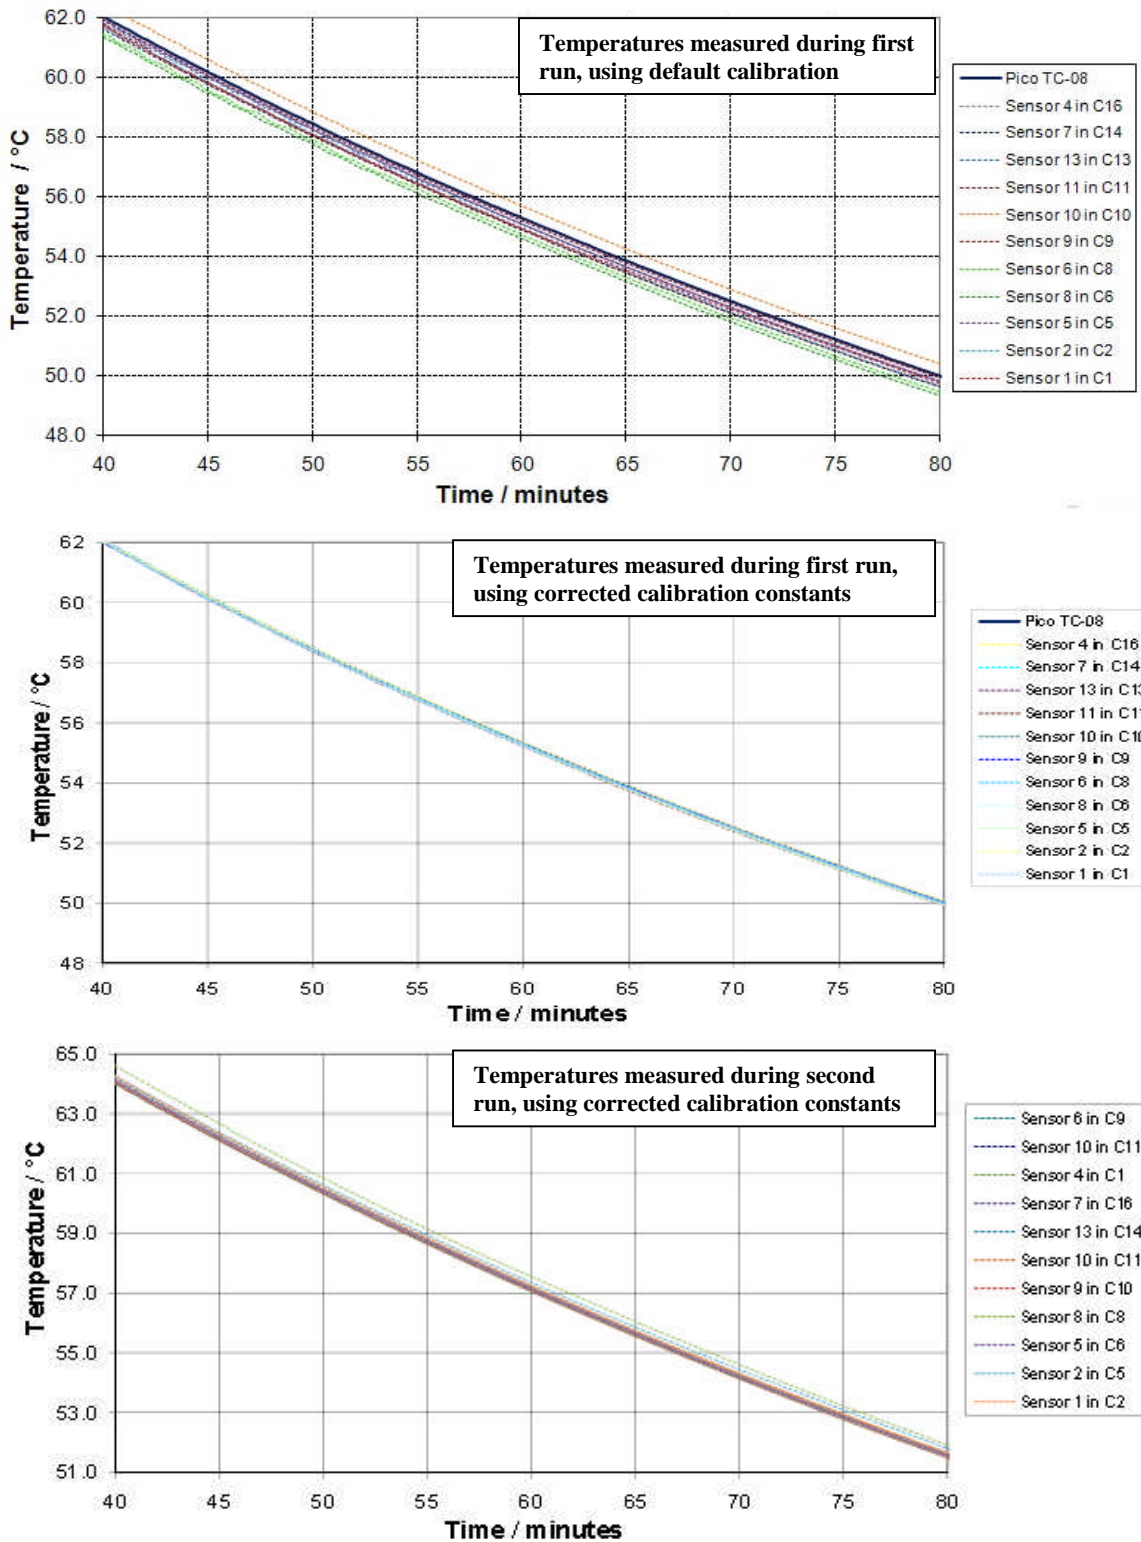 Temperatures measured during first
run, using default calibration
62.0
60.0
58.0
56.0
54.0
52.0
50.0
48.0
Temperature / °C
40 45 50 55 60 65 70 75 80
Time / minutes
Pico TC-08
Sensor 4 in C16
Sensor 7 in C14
Sensor 13 in C13
Sensor 11 in C11
Sensor 10 in C10
Sensor 9 in C9
Sensor 6 in C8
Sensor 8 in C6
Sensor 5 in C5
Sensor 2 in C2
Sensor 1 in C1
Temperatures measured during first run,
using corrected calibration constants
62
60
58
56
54
52
50
48
Temperature / °C
40 45 50 55 60 65 70 75 80
Time / minutes
Pico TC-08
Sensor 4 in C16
Sensor 7 in C14
Sensor 13 in C13
Sensor 11 in C11
Sensor 10 in C10
Sensor 9 in C9
Sensor 6 in C8
Sensor 8 in C6
Sensor 5 in C5
Sensor 2 in C2
Sensor 1 in C1
Temperatures measured during second
run, using corrected calibration constants
65.0
63.0
61.0
59.0
57.0
55.0
53.0
51.0
Temperature / °C
40 45 50 55 60 65 70 75 80
Time / minutes
Sensor 6 in C9
Sensor 10 in C11
Sensor 4 in C1
Sensor 7 in C16
Sensor 13 in C14
Sensor 10 in C11
Sensor 9 in C10
Sensor 8 in C8
Sensor 5 in C6
Sensor 2 in C5
Sensor 1 in C2